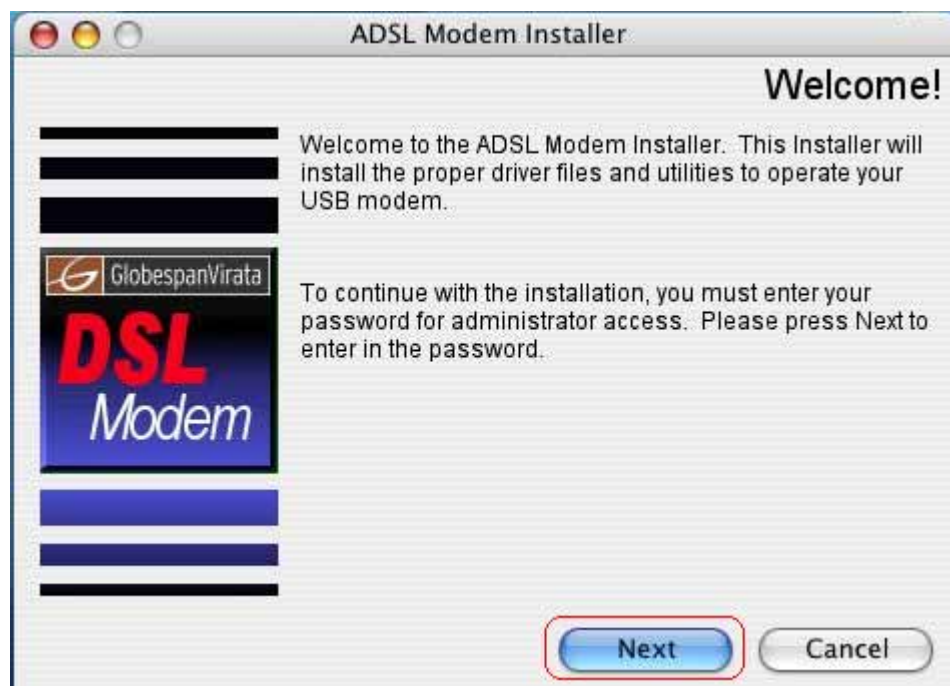 ADSL Modem Installer
Welcome!
Welcome to the ADSL Modem Installer. This Installer will
install the proper driver files and utilities to operate your
USB modem.
GlobespanVirata
DSL
Modem
To continue with the installation, you must enter your
password for administrator access. Please press Next to
enter in the password.
Next
Cancel